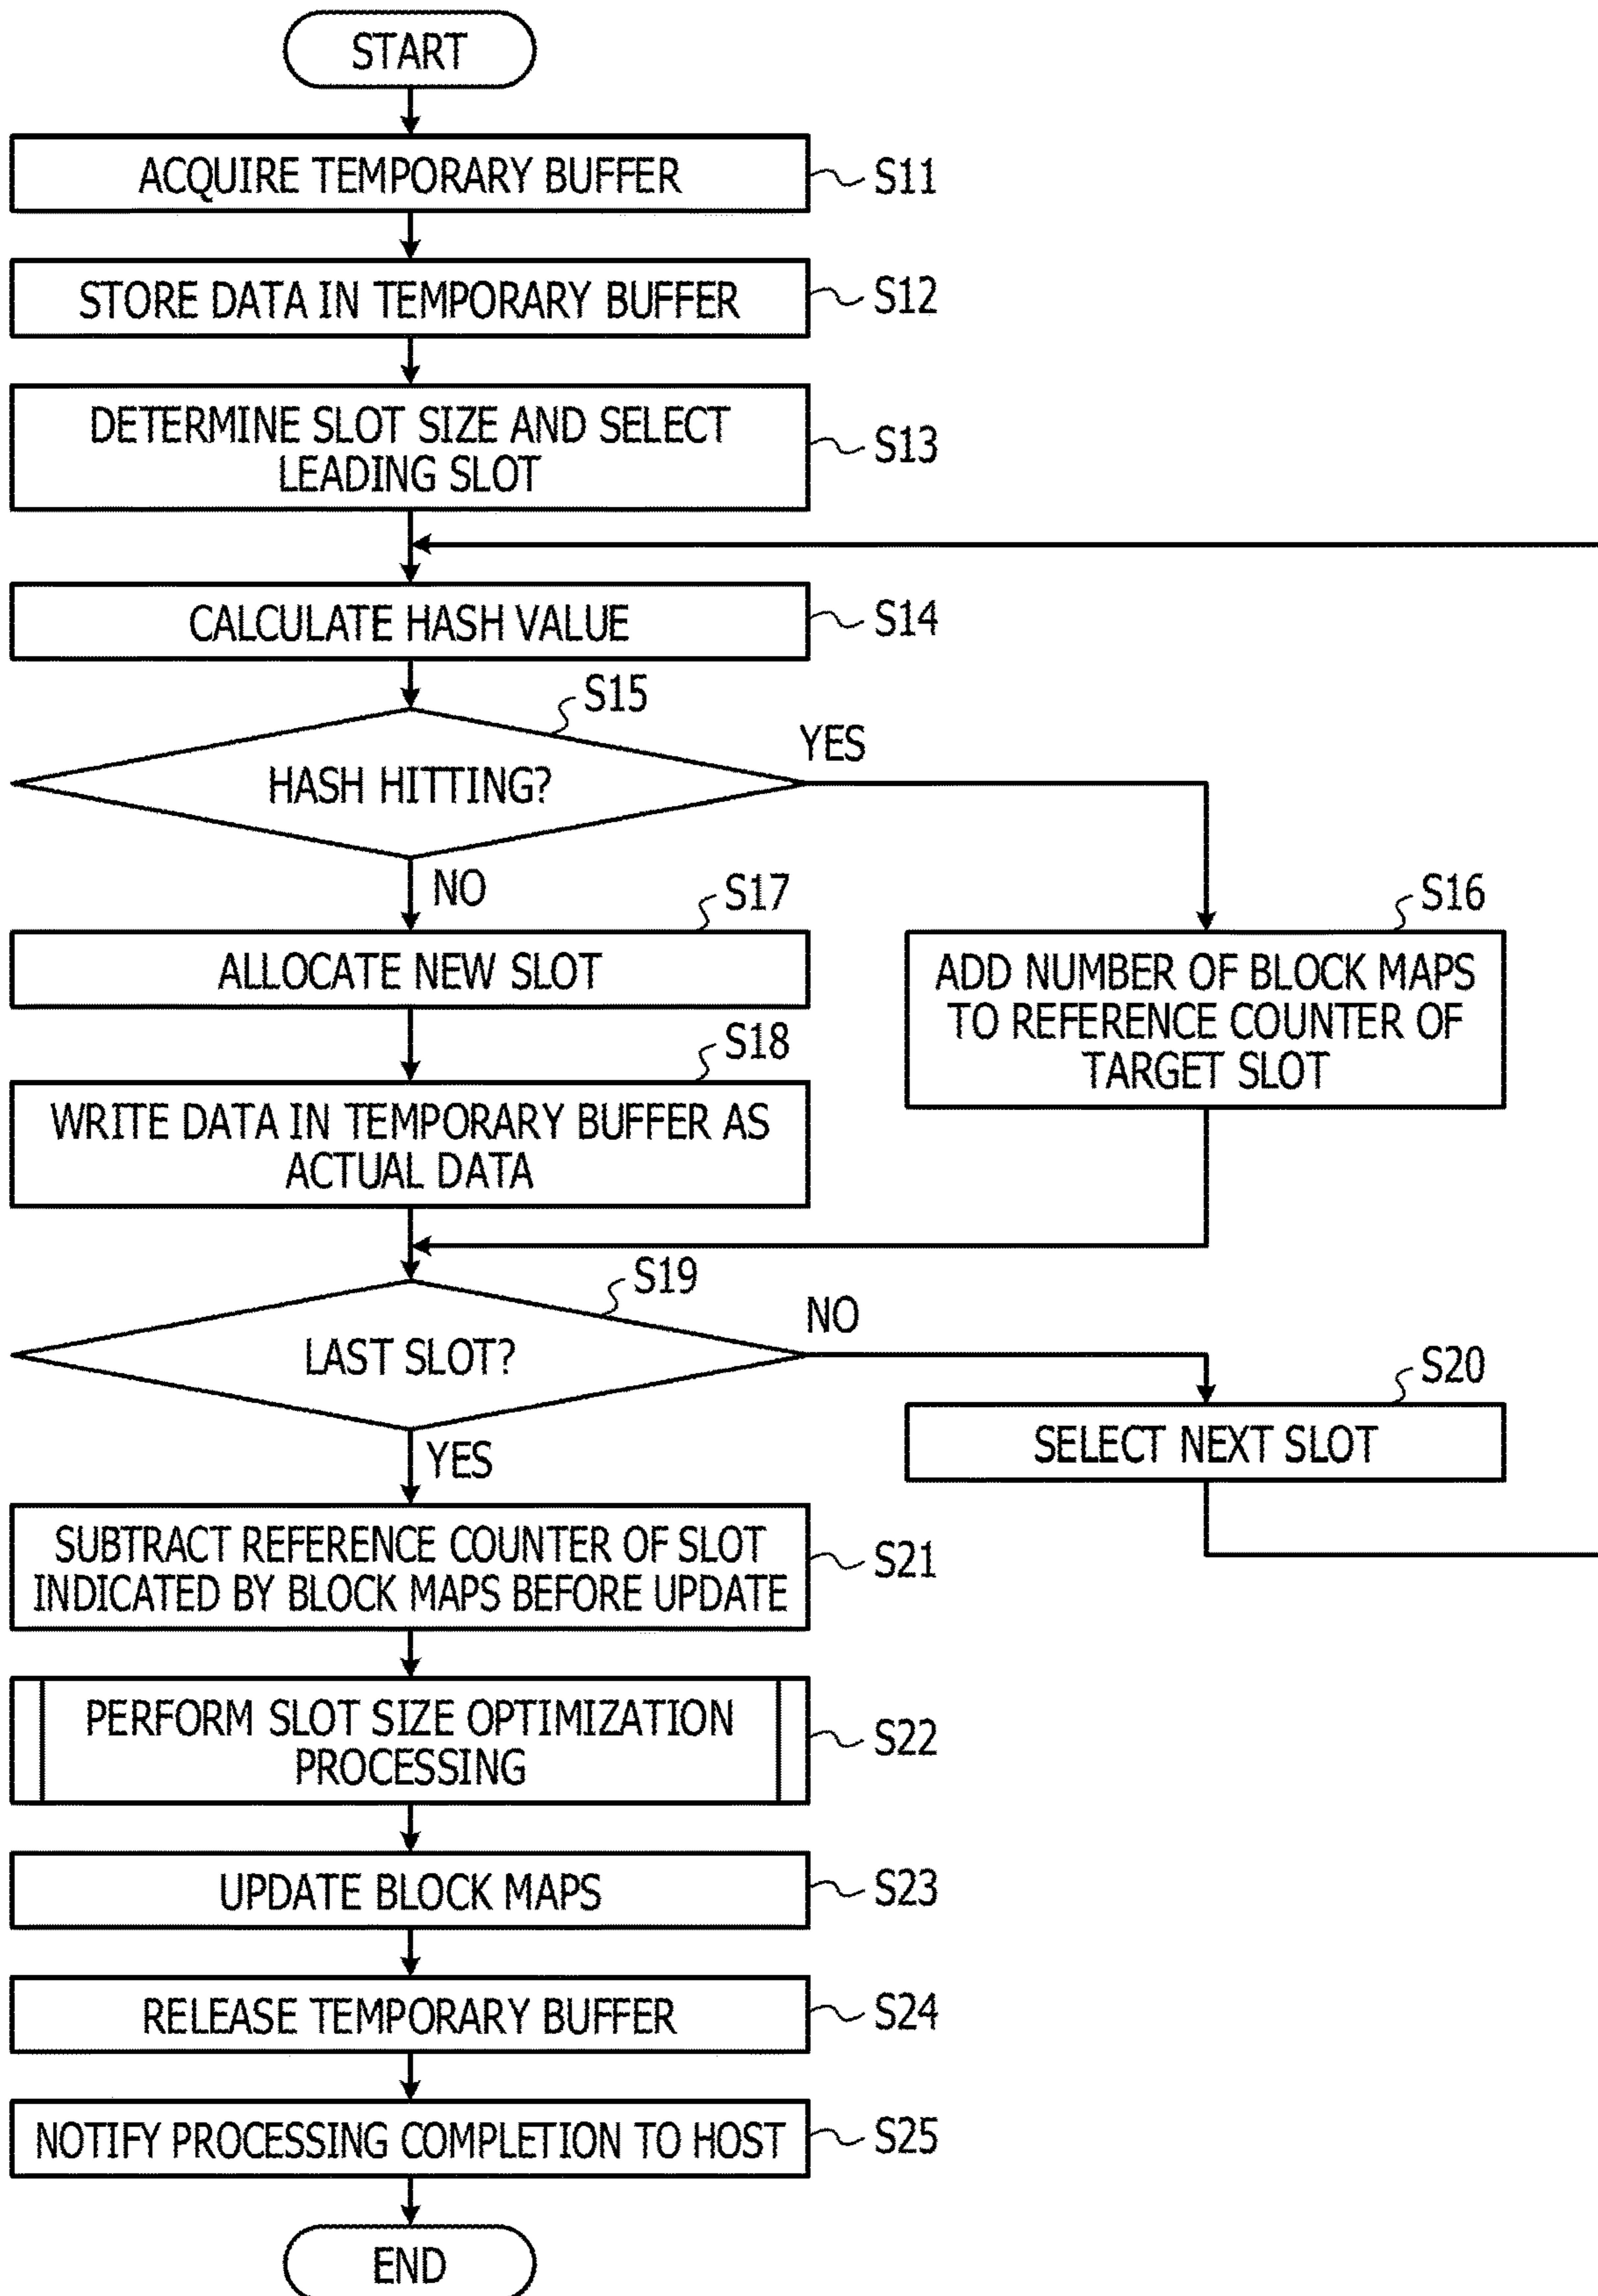 START
ACQUIRE TEMPORARY BUFFER
S11
STORE DATA IN TEMPORARY BUFFER
S12
DETERMINE SLOT SIZE AND SELECT
LEADING SLOT
S13
CALCULATE HASH VALUE
S14
S15
HASH HITTING?
YES
NO
S17
ALLOCATE NEW SLOT
S16
ADD NUMBER OF BLOCK MAPS
TO REFERENCE COUNTER OF
TARGET SLOT
S18
WRITE DATA IN TEMPORARY BUFFER AS
ACTUAL DATA
S19
LAST SLOT?
NO
S20
SELECT NEXT SLOT
YES
SUBTRACT REFERENCE COUNTER OF SLOT
INDICATED BY BLOCK MAPS BEFORE UPDATE
S21
PERFORM SLOT SIZE OPTIMIZATION
PROCESSING
S22
UPDATE BLOCK MAPS
S23
RELEASE TEMPORARY BUFFER
S24
NOTIFY PROCESSING COMPLETION TO HOST
S25
END